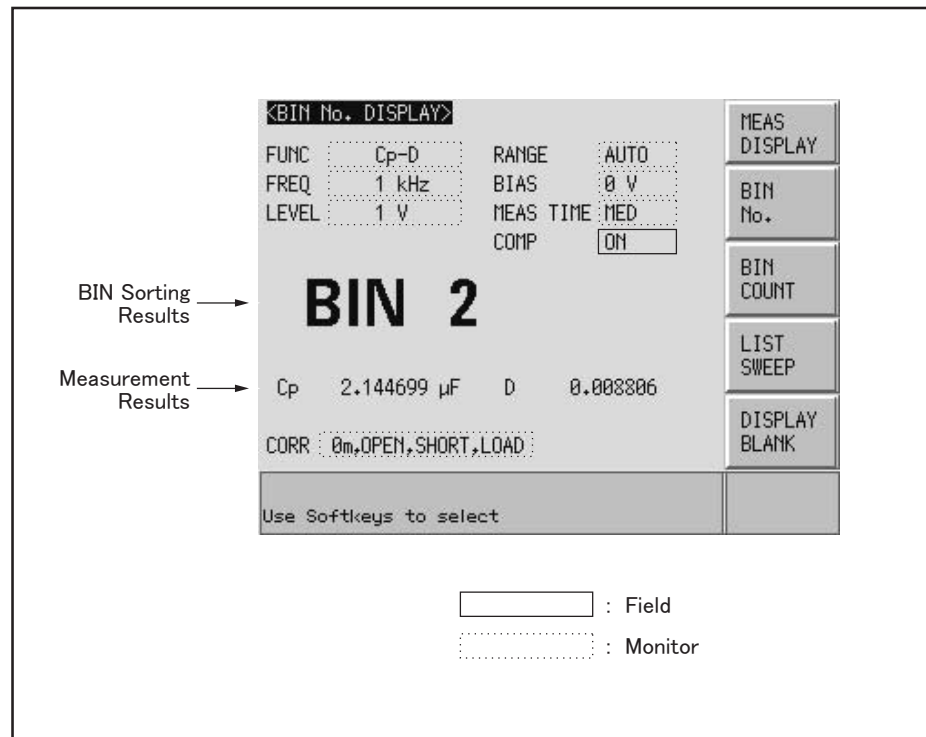 <BIN No. DISPLAY>
FUNC Cp-D RANGE AUTO
FREQ 1 kHz BIAS 0 V
LEVEL 1 V MEAS TIME MED
COMP ON
BIN Sorting
Results
BIN 2
Measurement
Results
Cp 2.144699 µF D 0.008806
CORR 0m,OPEN,SHORT,LOAD
Use Softkeys to select
MEAS
DISPLAY
BIN
No.
BIN
COUNT
LIST
SWEEP
DISPLAY
BLANK
: Field
: Monitor